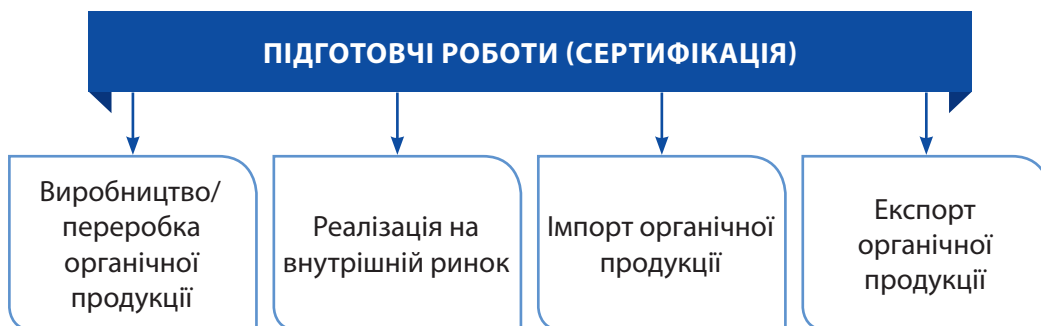 ПІДГОТОВЧІ РОБОТИ (СЕРТИФІКАЦІЯ)
Виробництво/
переробка
органічної
продукції
Реалізація на
внутрішній ринок
Імпорт органічної
продукції
Експорт
органічної
продукції